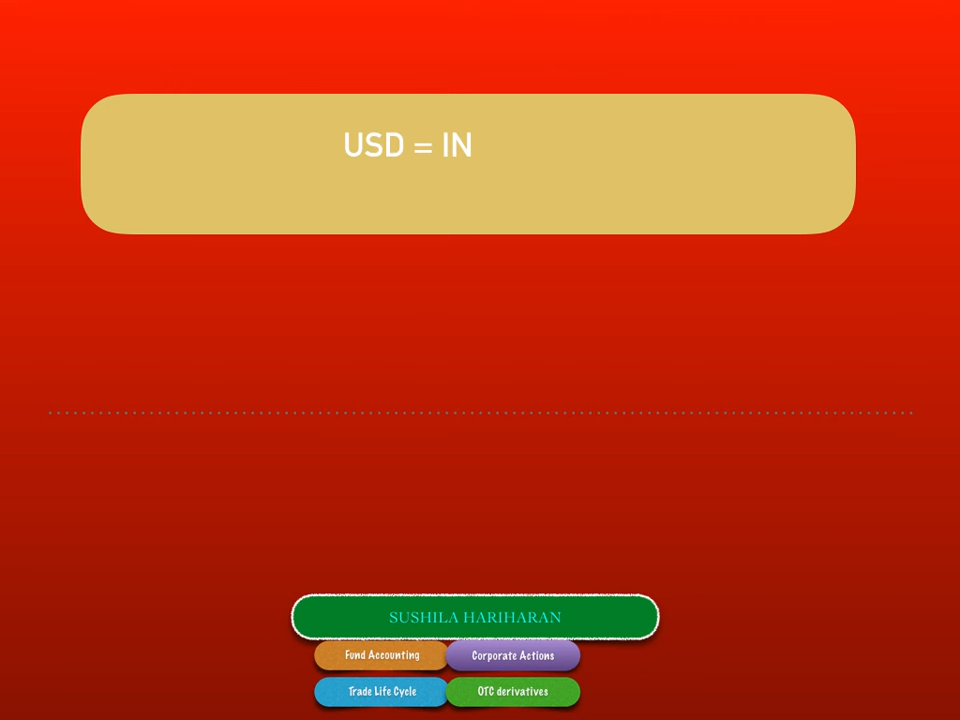 USD = IN
SUSHILA HARIHARAN
Fund Accounting
Corporate Actions
Trade Life Cycle
OTC derivatives